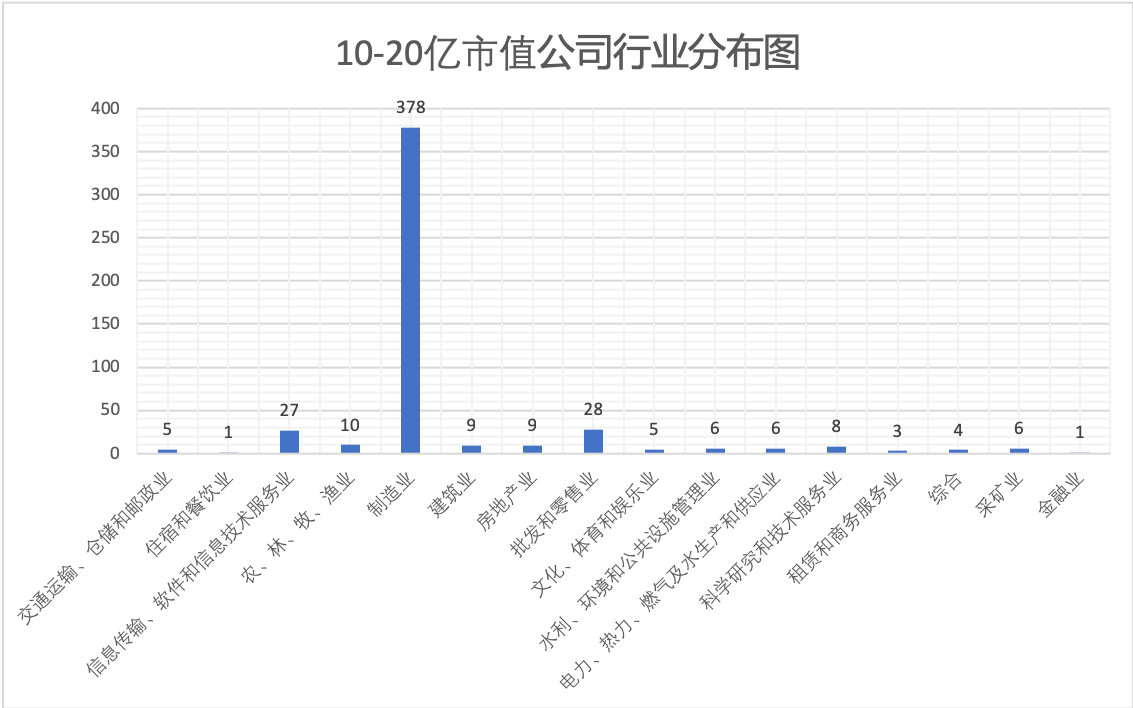 10-20亿市值公司行业分布图
400
350
300
250
200
150
100
50
0
5
1
27
10
378
9
9
28
5
6
6
8
3
4
6
1
交通运输、仓储和邮政业
住宿和餐饮业
信息传输、软件和信息技术服务业
农、林、牧、渔业
制造业
建筑业
房地产业
批发和零售业
文化、体育和娱乐业
水利、环境和公共设施管理业
电力、热力、燃气及水生产和供应业
科学研究和技术服务业
租赁和商务服务业
综合
采矿业
金融业